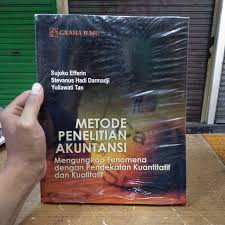 GRAHA ILMU
Sujoko Efferin
Stevanus Hadi Darmadji
Yuliawati Tan
METODE
PENELITIAN
AKUNTANSI
Mengungkap Fenomena
dengan Pendekatan Kuantitatif
dan Kualitatif